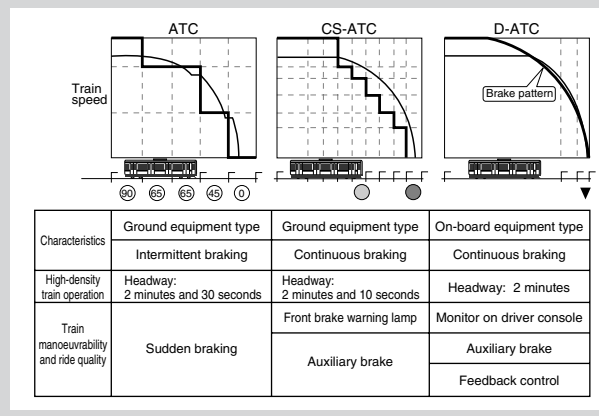 ATC
CS-ATC
D-ATC
Train
speed
Brake pattern
90
65
65
45
0
Characteristics
Ground equipment type
Ground equipment type
On-board equipment type
Intermittent braking
Continuous braking
Continuous braking
High-density
train operation
Headway:
2 minutes and 30 seconds
Headway:
2 minutes and 10 seconds
Headway: 2 minutes
Train
manoeuvrability
and ride quality
Sudden braking
Front brake warning lamp
Monitor on driver console
Auxiliary brake
Auxiliary brake
Feedback control